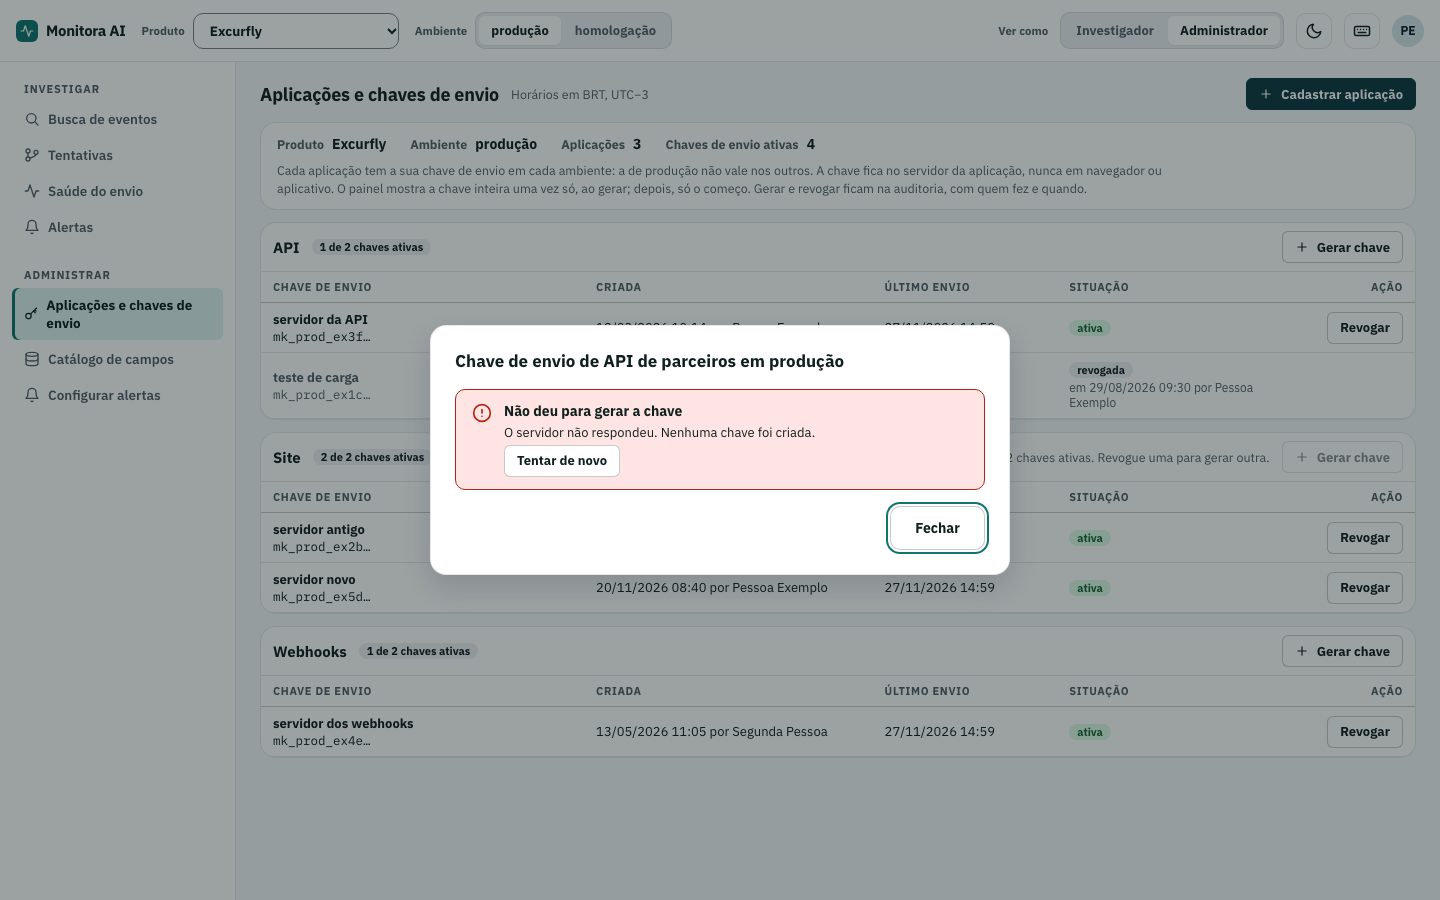 Monitora AI
Produto
Excurfly
Ambiente
produção
homologação
Ver como
Investigador
Administrador
PE
INVESTIGAR
Busca de eventos
Tentativas
Saúde do envio
Alertas
ADMINISTRAR
Aplicações e chaves de
envio
Catálogo de campos
Configurar alertas
Aplicações e chaves de envio
Horários em BRT, UTC−3
Cadastrar aplicação
Produto Excurfly
Ambiente produção
Aplicações 3
Chaves de envio ativas 4
Cada aplicação tem a sua chave de envio em cada ambiente: a de produção não vale nos outros. A chave fica no servidor da aplicação, nunca em navegador ou
aplicativo. O painel mostra a chave inteira uma vez só, ao gerar; depois, só o começo. Gerar e revogar ficam na auditoria, com quem fez e quando.
API
1 de 2 chaves ativas
Gerar chave
CHAVE DE ENVIO
CRIADA
ÚLTIMO ENVIO
SITUAÇÃO
AÇÃO
servidor da API
mk_prod_ex3f…
ativa
Revogar
teste de carga
mk_prod_ex1c…
revogada
em 29/08/2026 09:30 por Pessoa
Exemplo
Chave de envio de API de parceiros em produção
Não deu para gerar a chave
O servidor não respondeu. Nenhuma chave foi criada.
Tentar de novo
Fechar
Site
2 de 2 chaves ativas
2 chaves ativas. Revogue uma para gerar outra.
Gerar chave
CHAVE DE ENVIO
SITUAÇÃO
AÇÃO
servidor antigo
mk_prod_ex2b…
ativa
Revogar
servidor novo
mk_prod_ex5d…
20/11/2026 08:40 por Pessoa Exemplo
27/11/2026 14:59
ativa
Revogar
Webhooks
1 de 2 chaves ativas
Gerar chave
CHAVE DE ENVIO
CRIADA
ÚLTIMO ENVIO
SITUAÇÃO
AÇÃO
servidor dos webhooks
mk_prod_ex4e…
13/05/2026 11:05 por Segunda Pessoa
27/11/2026 14:59
ativa
Revogar